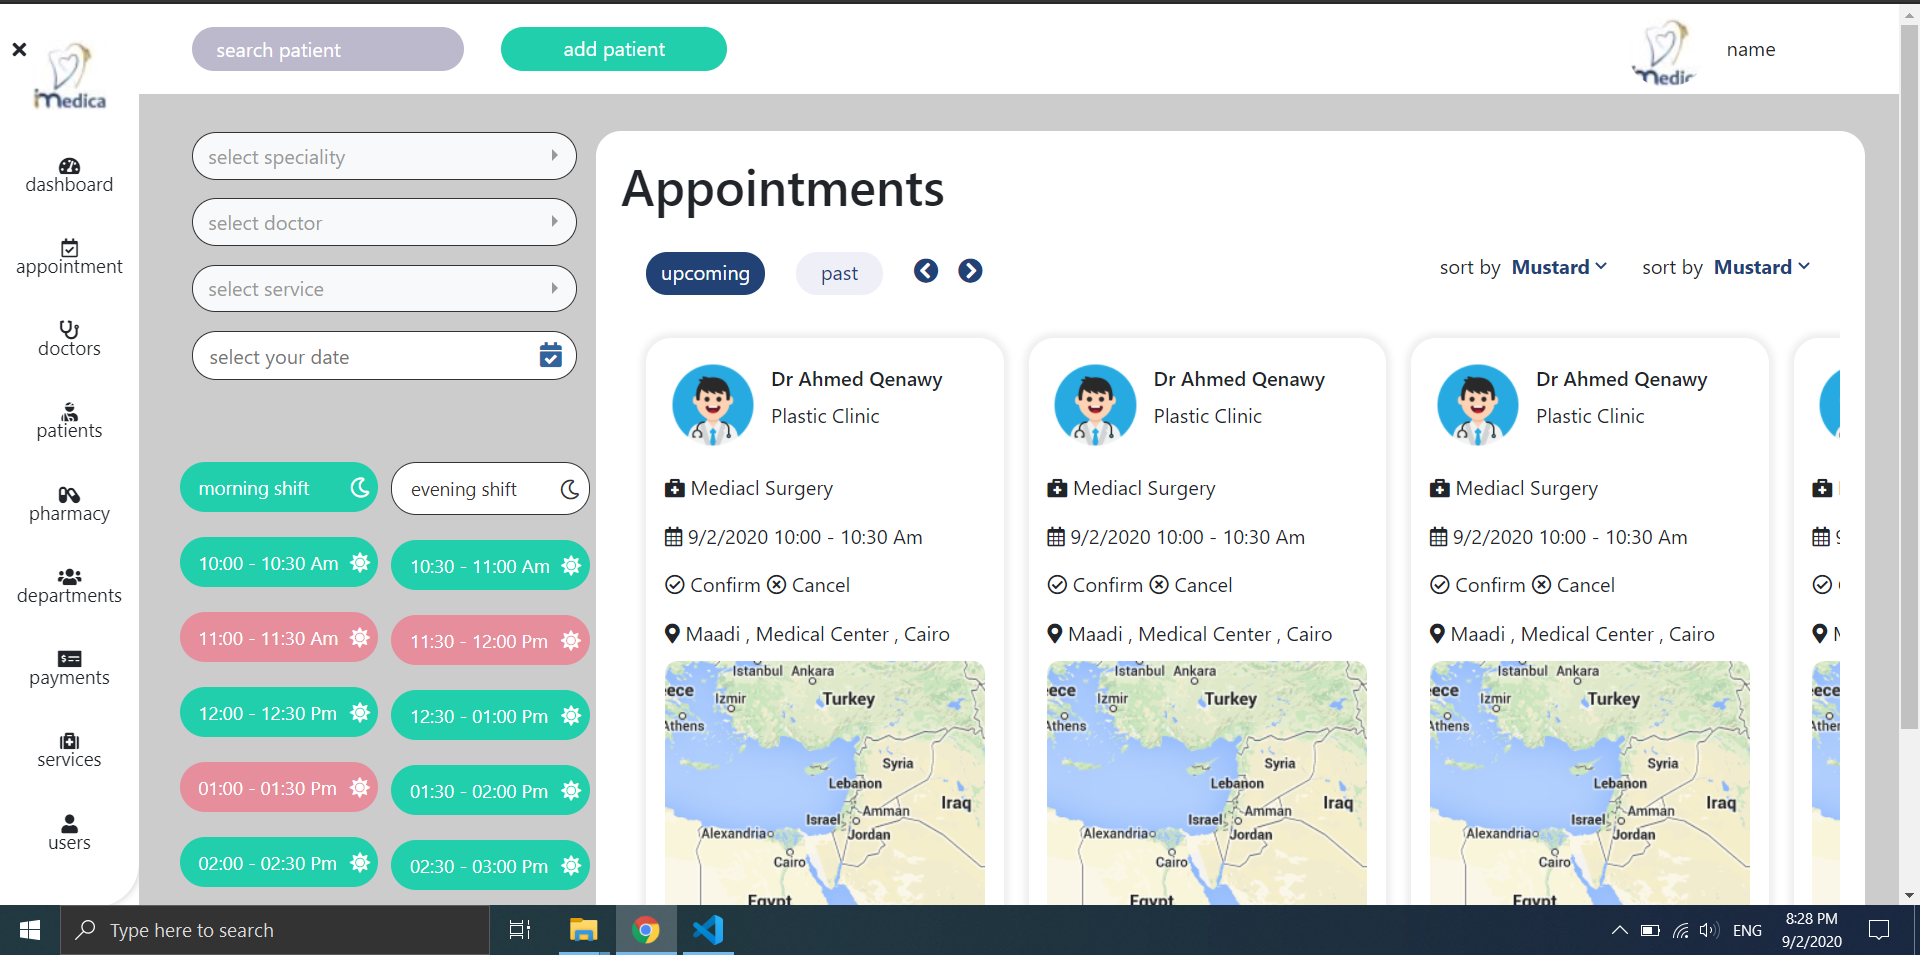 iMedica
search patient
add patient
iMedic
name
dashboard
appointment
doctors
patients
pharmacy
departments
payments
services
users
select speciality
select doctor
select service
select your date
morning shift
evening shift
10:00 - 10:30 Am
10:30 - 11:00 Am
11:00 - 11:30 Am
11:30 - 12:00 Pm
12:00 - 12:30 Pm
12:30 - 01:00 Pm
01:00 - 01:30 Pm
01:30 - 02:00 Pm
02:00 - 02:30 Pm
02:30 - 03:00 Pm
Appointments
upcoming
past
sort by Mustard
sort by Mustard
Dr Ahmed Qenawy
Plastic Clinic
Mediacl Surgery
9/2/2020 10:00 - 10:30 Am
Confirm Cancel
Maadi , Medical Center , Cairo
Istanbul Ankara
ece Izmir Turkey
Athens
Syria
Lebanon
Iraq
Israel Amman
Alexandria Jordan
Cairo
Egypt
Dr Ahmed Qenawy
Plastic Clinic
Mediacl Surgery
9/2/2020 10:00 - 10:30 Am
Confirm Cancel
Maadi , Medical Center , Cairo
Istanbul Ankara
ece Izmir Turkey
Athens
Syria
Lebanon
Iraq
Israel Amman
Alexandria Jordan
Cairo
Egypt
Dr Ahmed Qenawy
Plastic Clinic
Mediacl Surgery
9/2/2020 10:00 - 10:30 Am
Confirm Cancel
Maadi , Medical Center , Cairo
Istanbul Ankara
ece Izmir Turkey
Athens
Syria
Lebanon
Iraq
Israel Amman
Alexandria Jordan
Cairo
Egypt
ece
Athens
Type here to search
ENG
8:28 PM
9/2/2020